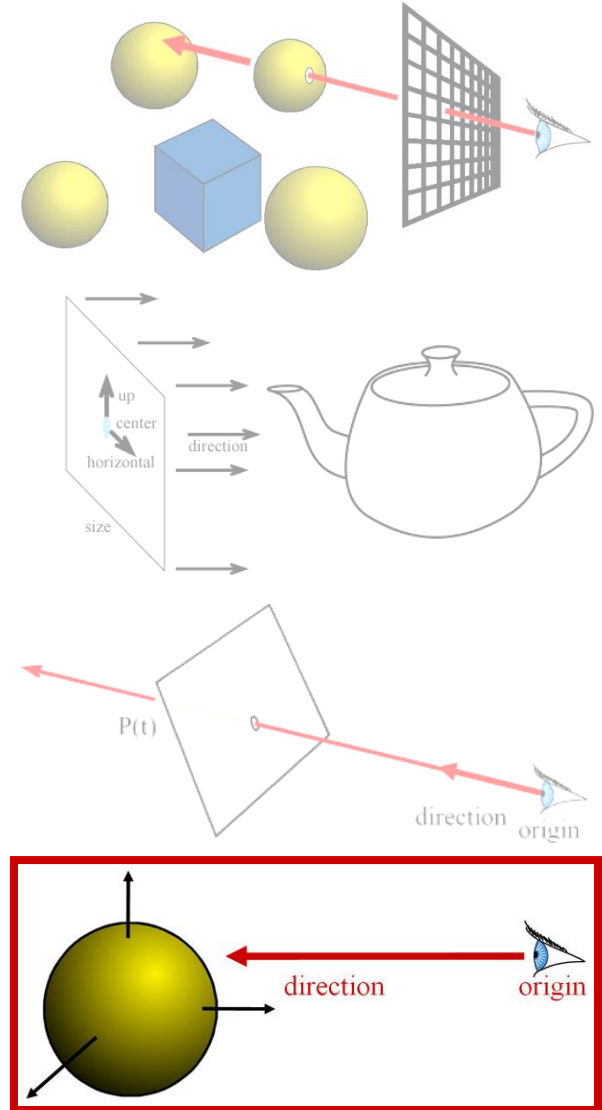 up
center
direction
horizontal
size
P(t)
direction origin
direction origin